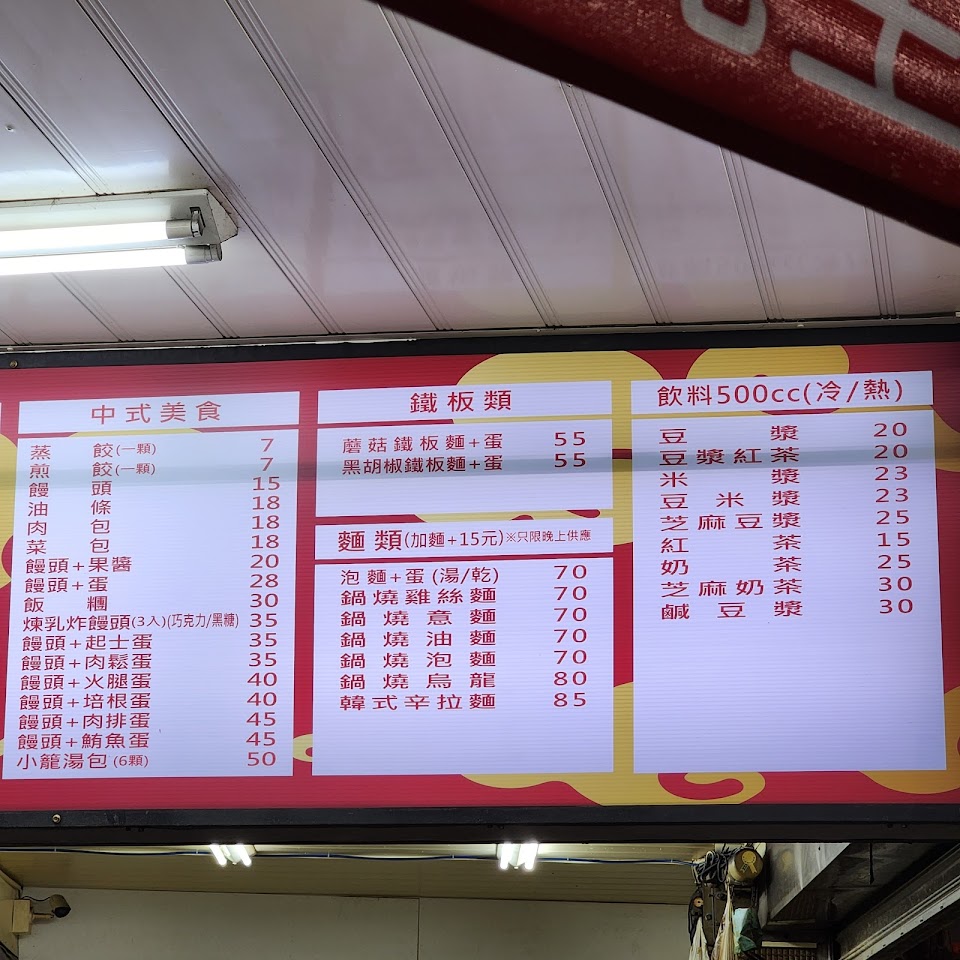 中式美食
蒸餃(一顆) 7
煎餃(一顆) 7
饅頭 15
油條 18
肉包 18
菜包 18
饅頭+果醬 20
饅頭+蛋 28
飯糰 30
煉乳炸饅頭(3入)(巧克力/黑糖) 35
饅頭+起士蛋 35
饅頭+肉鬆蛋 35
饅頭+火腿蛋 40
饅頭+培根蛋 40
饅頭+肉排蛋 45
饅頭+鮪魚蛋 45
小籠湯包(6顆) 50
鐵板類
蘑菇鐵板麵+蛋 55
黑胡椒鐵板麵+蛋 55
麵類(加麵+15元)※只限晚上供應
泡麵+蛋(湯/乾) 70
鍋燒雞絲麵 70
鍋燒意麵 70
鍋燒油麵 70
鍋燒泡麵 70
鍋燒烏龍 80
韓式辛拉麵 85
飲料500cc(冷/熱)
豆漿 20
豆漿紅茶 20
米漿 23
豆米漿 23
芝麻豆漿 25
紅茶 15
奶茶 25
芝麻奶茶 30
鹹豆漿 30